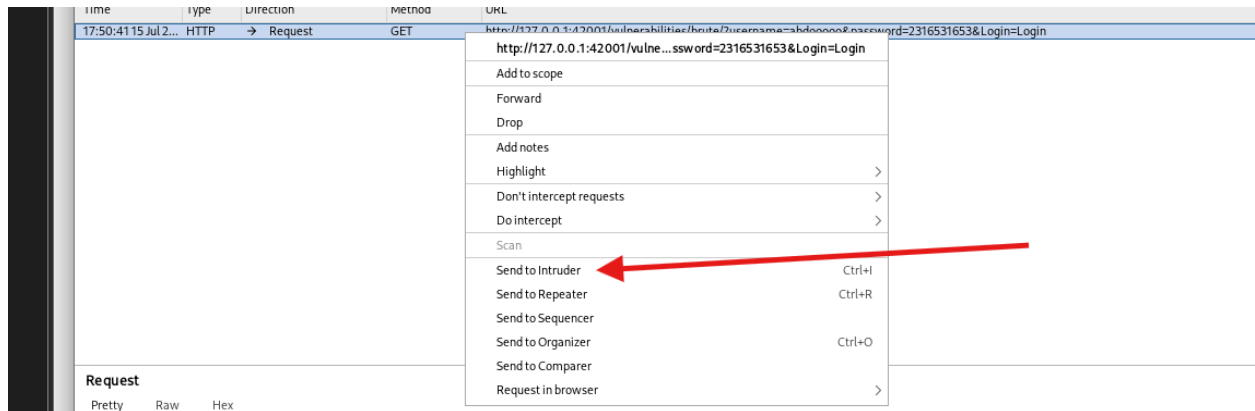 Time Type Direction Method URL
17:50:41 15 Jul 2... HTTP → Request GET http://127.0.0.1:42001/vulnerabilities/brute/?username=abdooooo&password=2316531653&Login=Login
http://127.0.0.1:42001/vulne...ssword=2316531653&Login=Login
Add to scope
Forward
Drop
Add notes
Highlight
Don't intercept requests
Do intercept
Scan
Send to Intruder Ctrl+I
Send to Repeater Ctrl+R
Send to Sequencer
Send to Organizer Ctrl+O
Send to Comparer
Request in browser
Request
Pretty Raw Hex